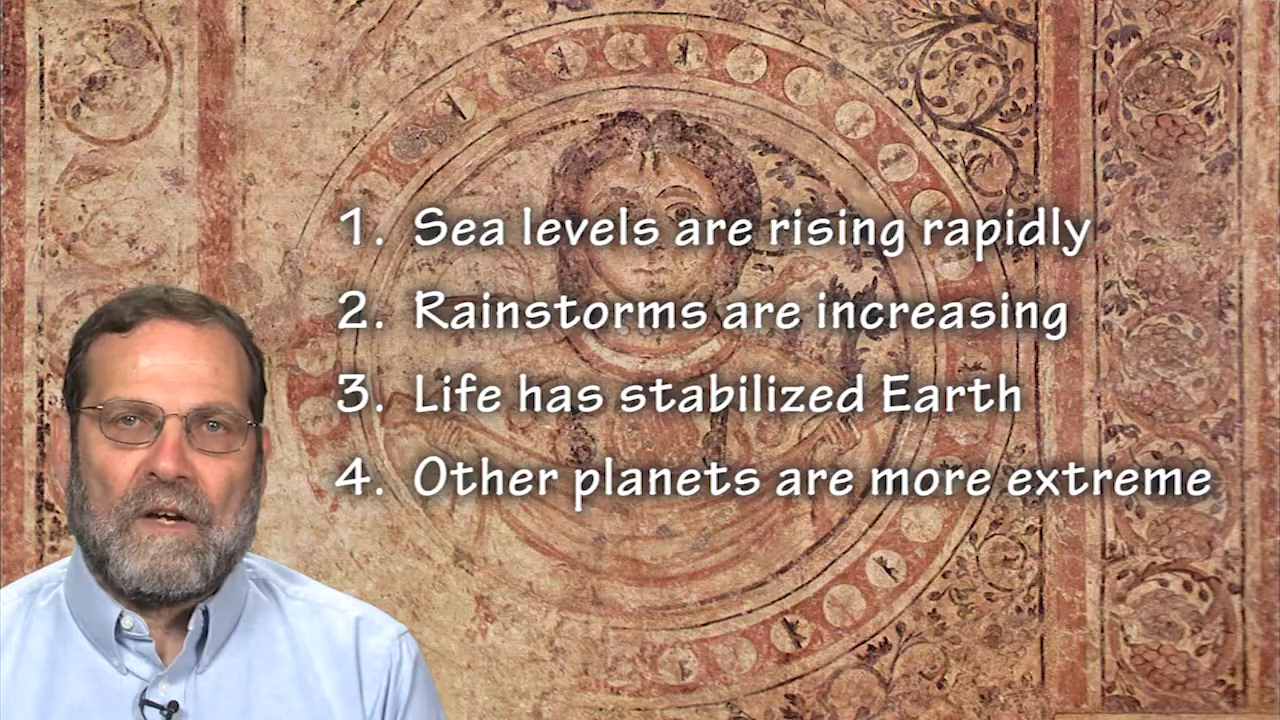 1. Sea levels are rising rapidly
2. Rainstorms are increasing
3. Life has stabilized Earth
4. Other planets are more extreme